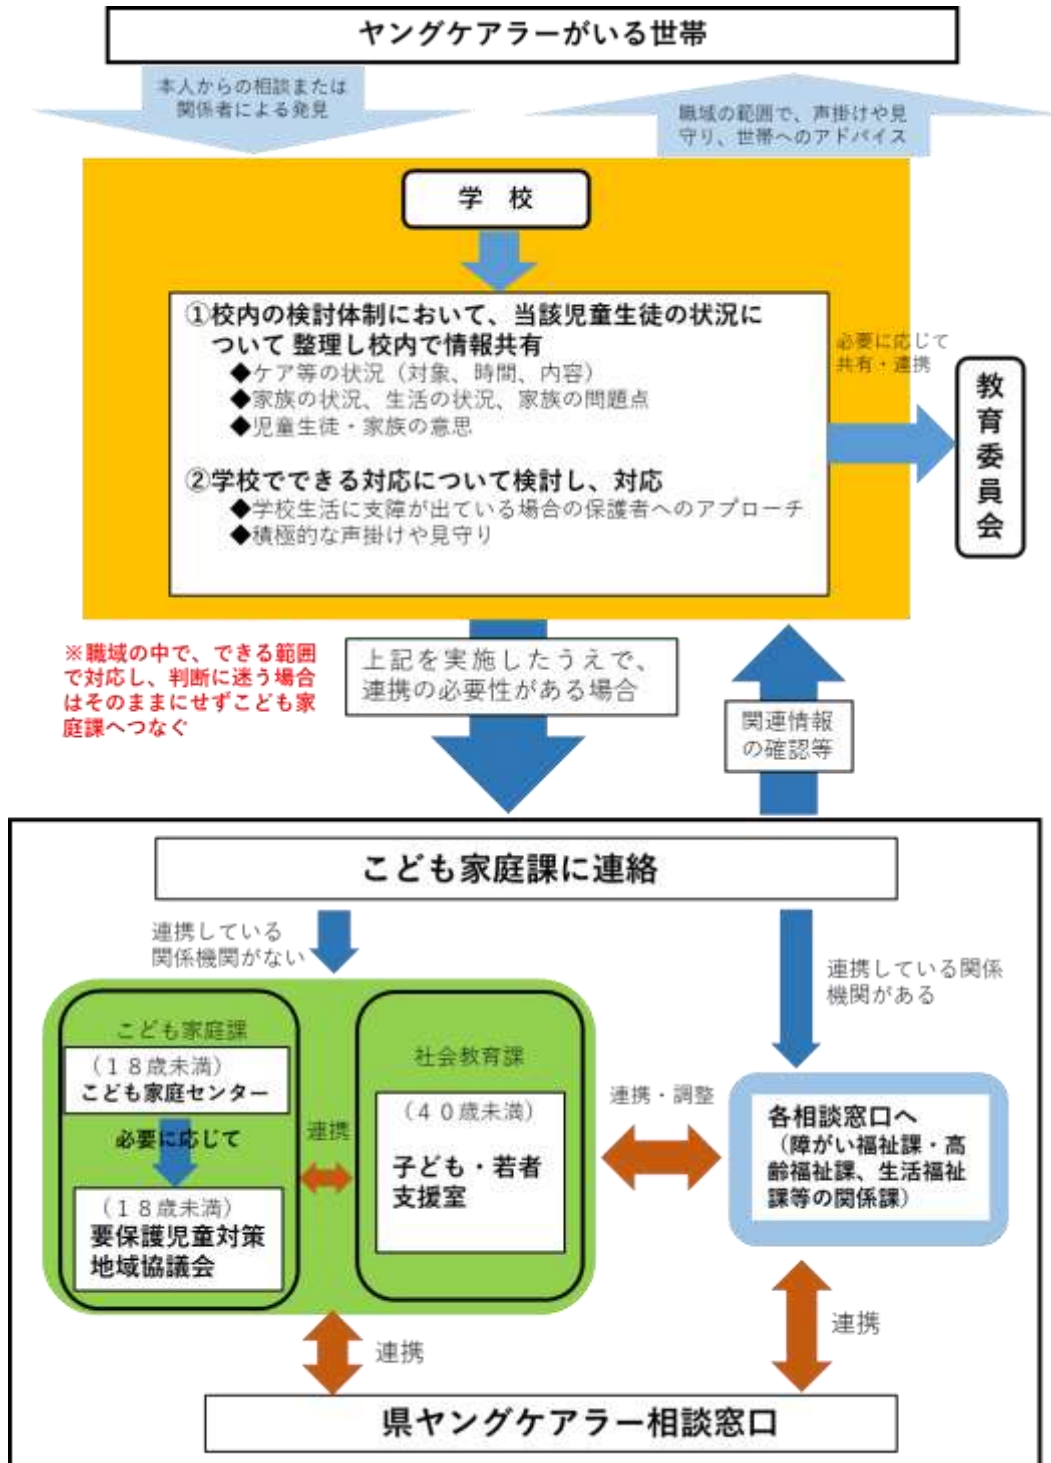 ヤングケアラーがいる世帯
本人からの相談または
関係者による発見
職域の範囲で、声掛けや見
守り、世帯へのアドバイス
学　校
①校内の検討体制において、当該児童生徒の状況に
ついて 整理し校内で情報共有
◆ケア等の状況（対象、時間、内容）
◆家族の状況、生活の状況、家族の問題点
◆児童生徒・家族の意思
②学校でできる対応について検討し、対応
◆学校生活に支障が出ている場合の保護者へのアプローチ
◆積極的な声掛けや見守り
必要に応じて
共有・連携
教育委員会
※職域の中で、できる範囲
で対応し、判断に迷う場合
はそのままにせずこども家
庭課へつなぐ
上記を実施したうえで、
連携の必要性がある場合
関連情報
の確認等
こども家庭課に連絡
連携している
関係機関がない
連携している関係
機関がある
こども家庭課
（１８歳未満）
こども家庭センター
必要に応じて
（１８歳未満）
要保護児童対策
地域協議会
連携
社会教育課
（４０歳未満）
子ども・若者
支援室
連携・調整
各相談窓口へ
（障がい福祉課・高
齢福祉課、生活福祉
課等の関係課）
連携
連携
県ヤングケアラー相談窓口